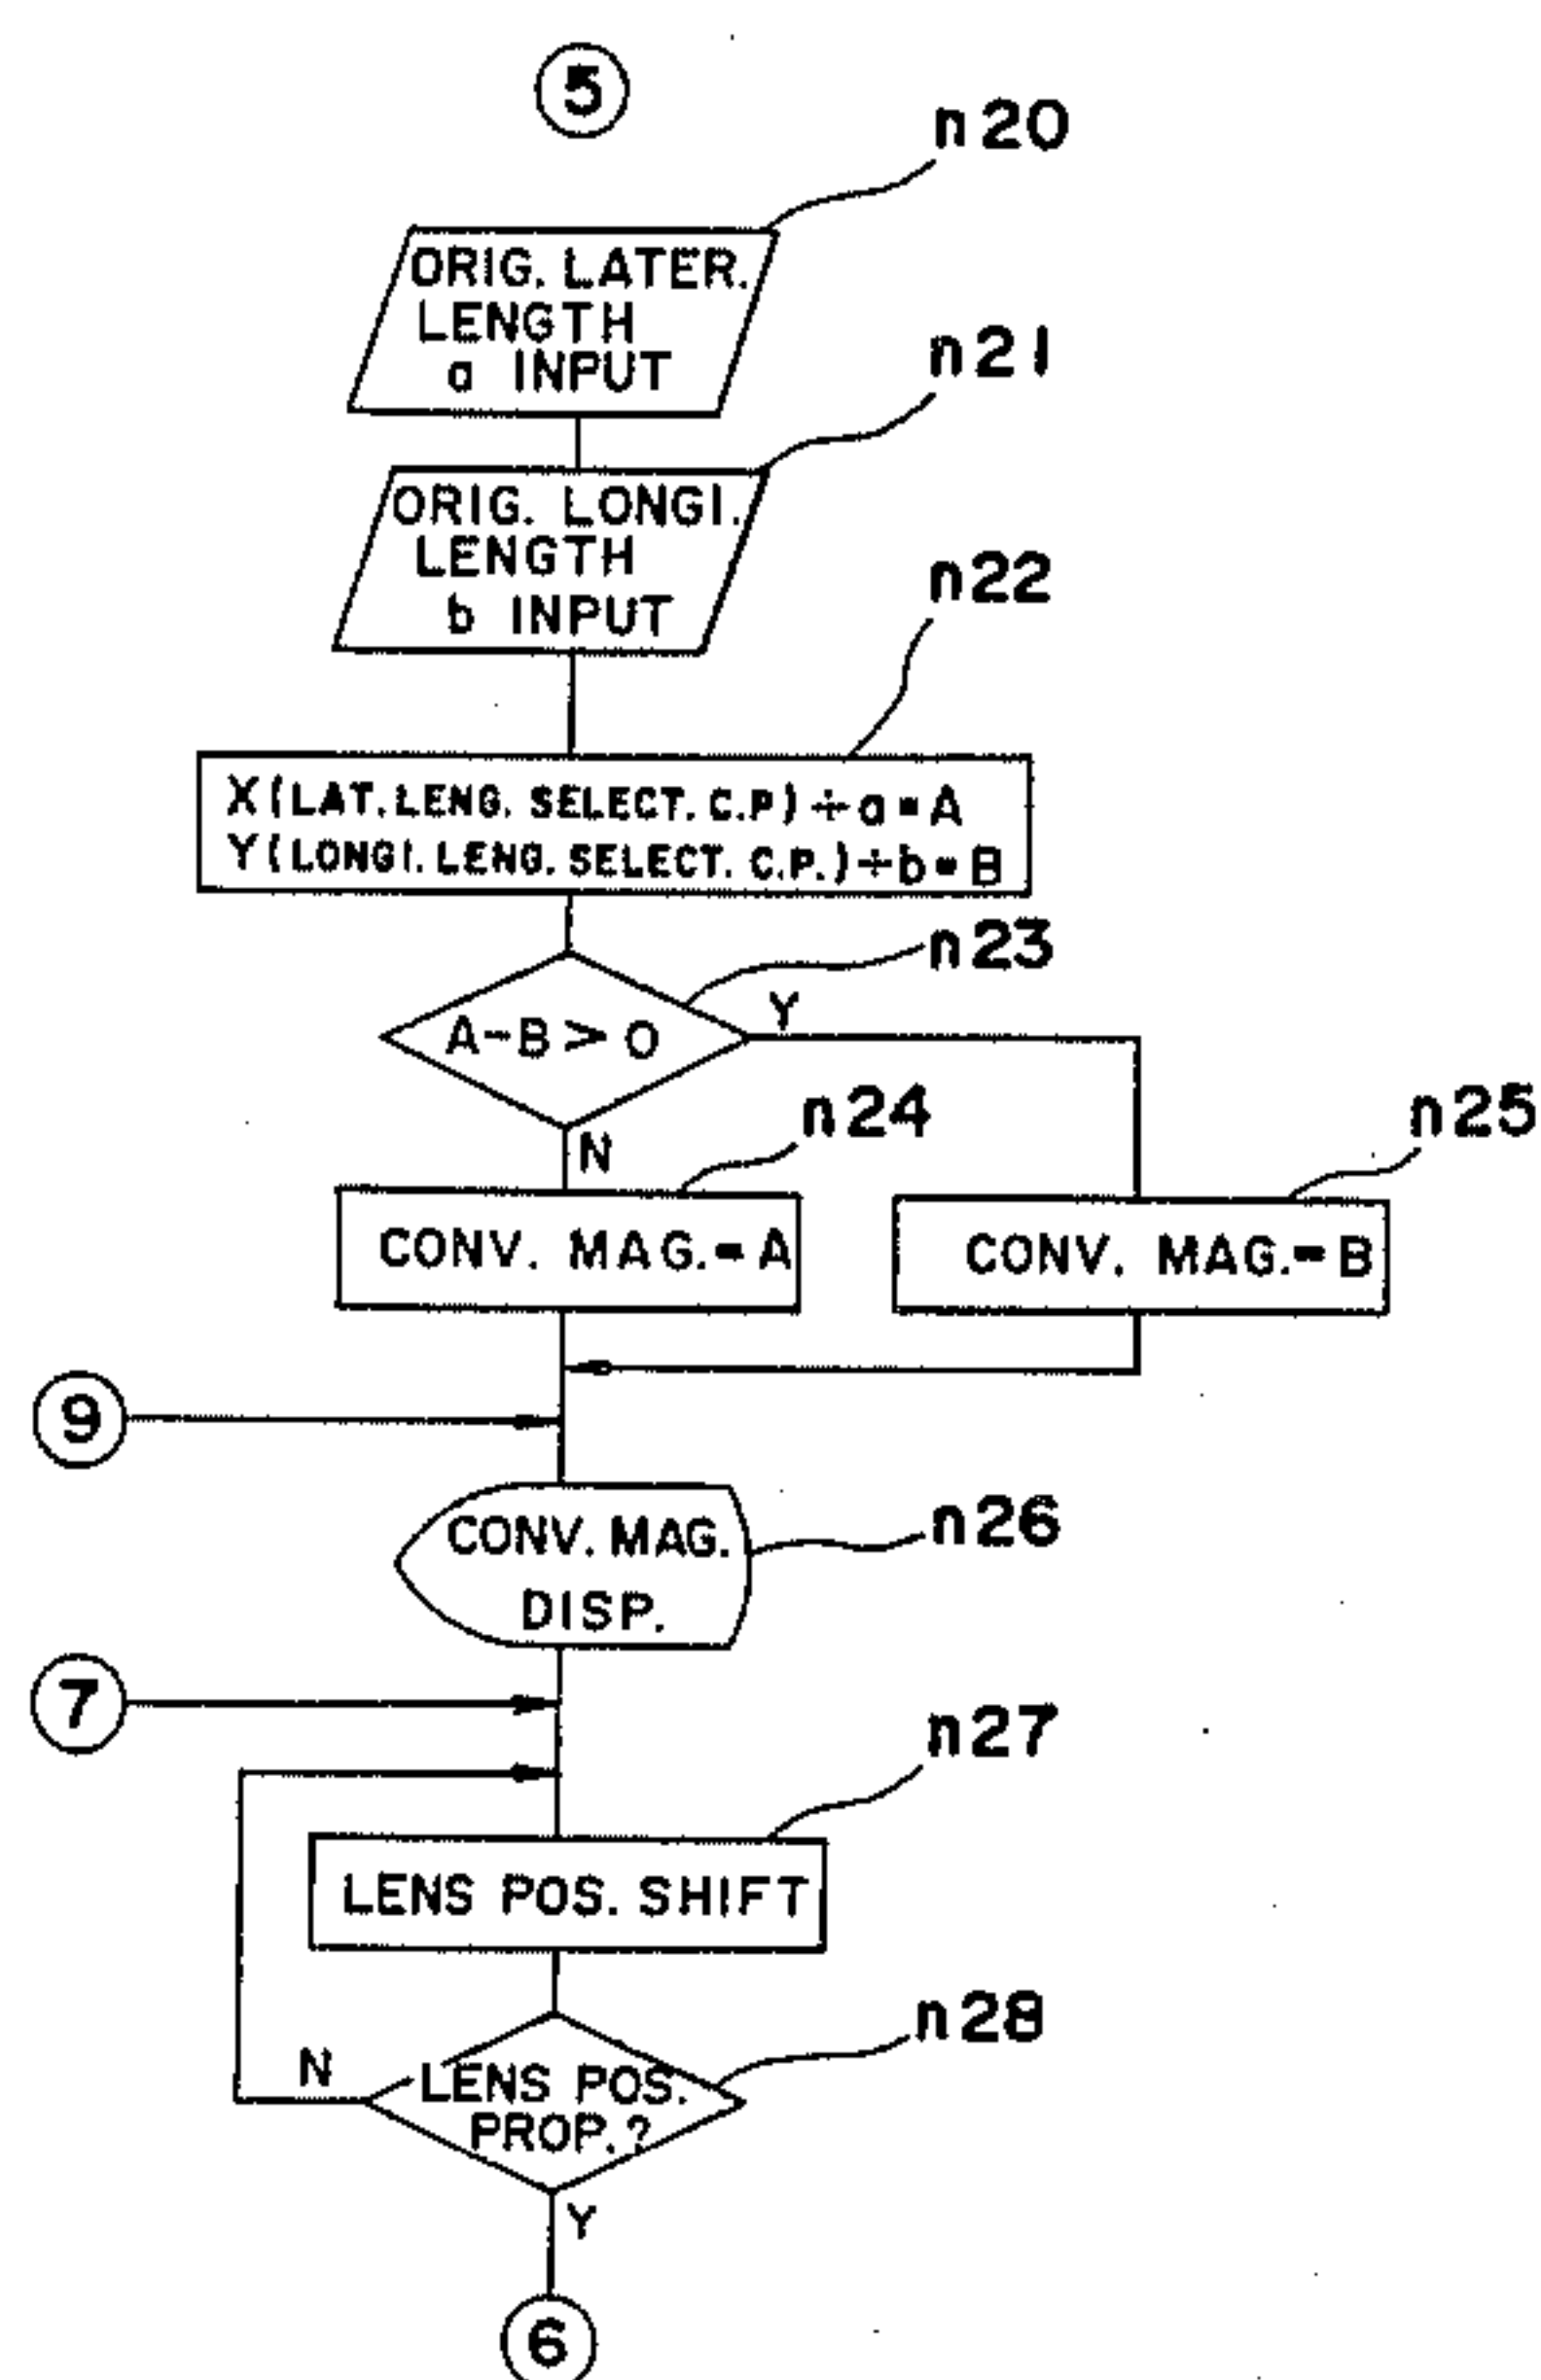 5
n20
ORIG. LATER.
LENGTH
a INPUT
n21
ORIG. LONGI.
LENGTH
b INPUT
n22
X(LAT.LENG. SELECT. C.P)÷a=A
Y(LONGI.LENG. SELECT. C.P.)÷b=B
n23
A-B>0
Y
N
n24
CONV. MAG.=A
n25
CONV. MAG.=B
9
n26
CONV. MAG.
DISP.
7
n27
LENS POS. SHIFT
n28
LENS POS.
PROP.?
N
Y
6